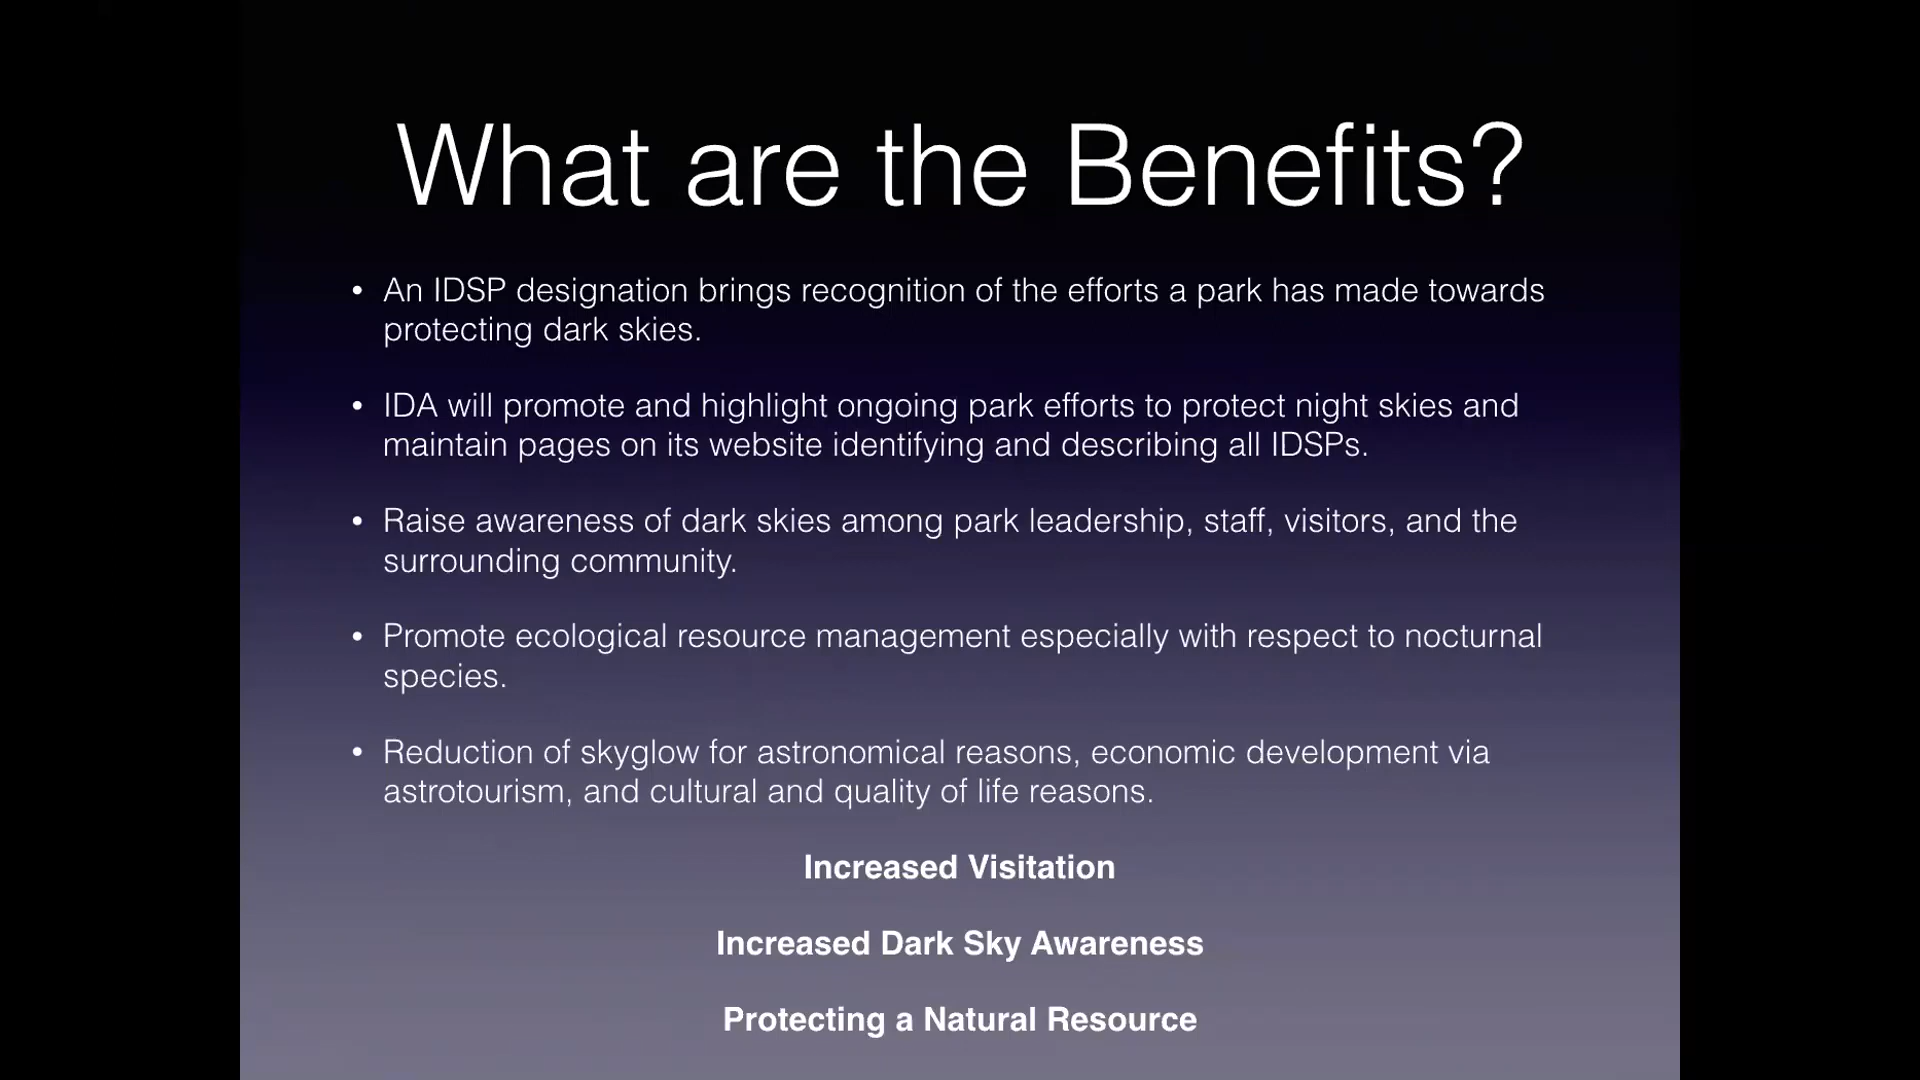 What are the Benefits?
• An IDSP designation brings recognition of the efforts a park has made towards
protecting dark skies.
• IDA will promote and highlight ongoing park efforts to protect night skies and
maintain pages on its website identifying and describing all IDSPs.
• Raise awareness of dark skies among park leadership, staff, visitors, and the
surrounding community.
• Promote ecological resource management especially with respect to nocturnal
species.
• Reduction of skyglow for astronomical reasons, economic development via
astrotourism, and cultural and quality of life reasons.
Increased Visitation
Increased Dark Sky Awareness
Protecting a Natural Resource